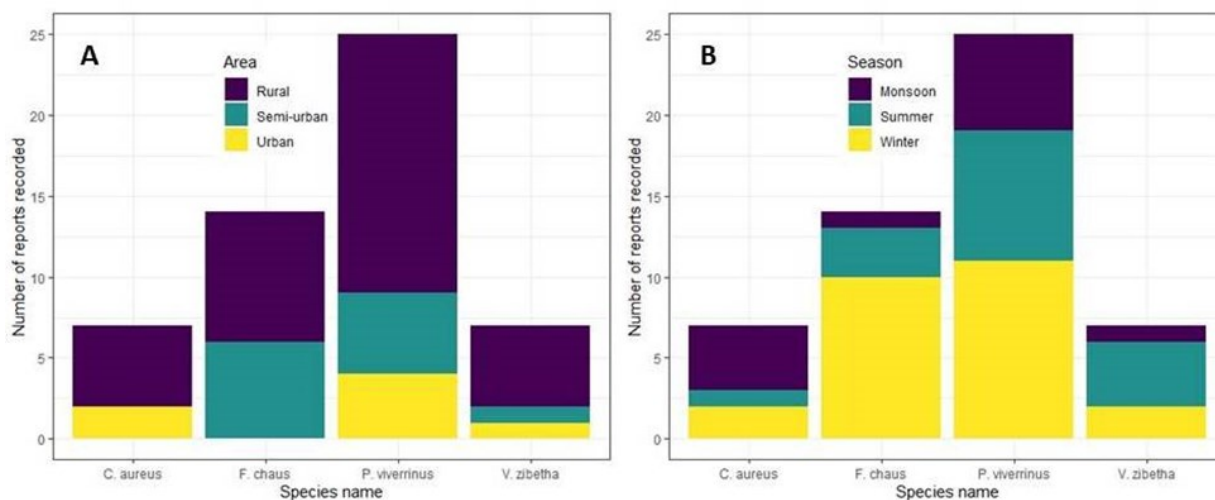 A
Area
Rural
Semi-urban
Urban
Number of reports recorded
25
20
15
10
5
0
C. aureus
F. chaus
P. viverrinus
V. zibetha
Species name
B
Season
Monsoon
Summer
Winter
Number of reports recorded
25
20
15
10
5
0
C. aureus
F. chaus
P. viverrinus
V. zibetha
Species name